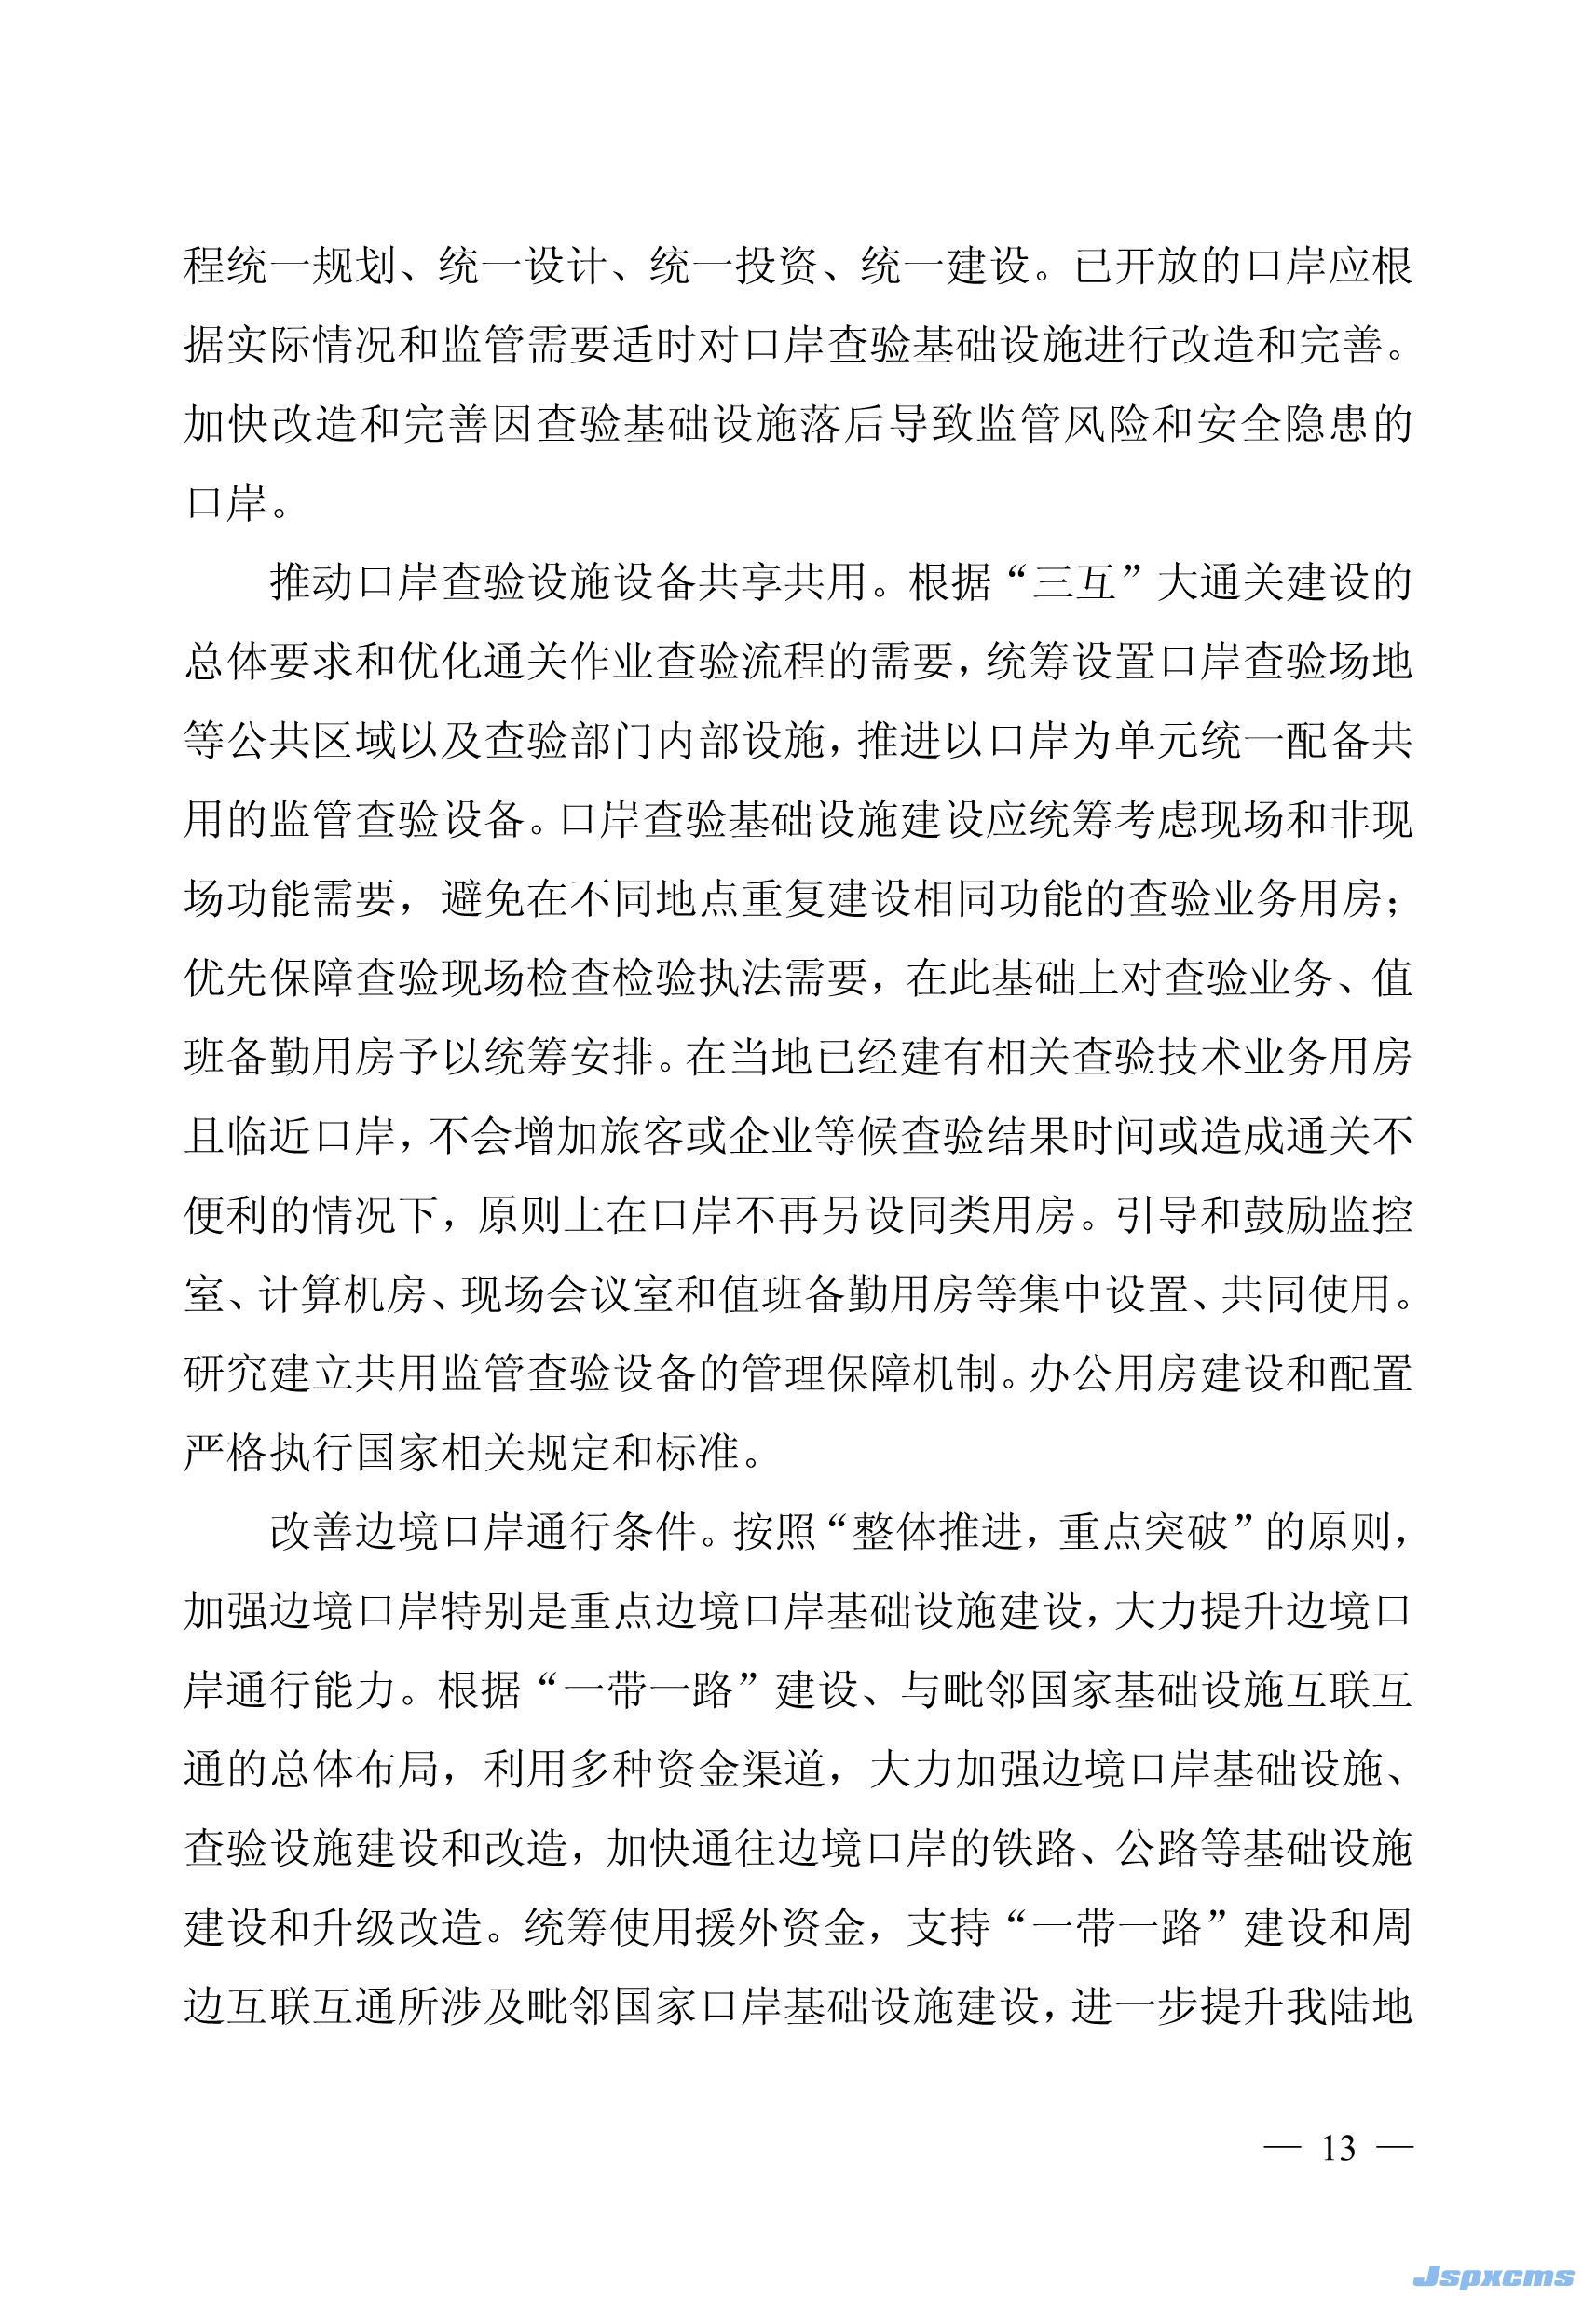 程统一规划、统一设计、统一投资、统一建设。已开放的口岸应根
据实际情况和监管需要适时对口岸查验基础设施进行改造和完善。
加快改造和完善因查验基础设施落后导致监管风险和安全隐患的
口岸。
推动口岸查验设施设备共享共用。根据“三互”大通关建设的
总体要求和优化通关作业查验流程的需要，统筹设置口岸查验场地
等公共区域以及查验部门内部设施，推进以口岸为单元统一配备共
用的监管查验设备。口岸查验基础设施建设应统筹考虑现场和非现
场功能需要，避免在不同地点重复建设相同功能的查验业务用房；
优先保障查验现场检查检验执法需要，在此基础上对查验业务、值
班备勤用房予以统筹安排。在当地已经建有相关查验技术业务用房
且临近口岸，不会增加旅客或企业等候查验结果时间或造成通关不
便利的情况下，原则上在口岸不再另设同类用房。引导和鼓励监控
室、计算机房、现场会议室和值班备勤用房等集中设置、共同使用。
研究建立共用监管查验设备的管理保障机制。办公用房建设和配置
严格执行国家相关规定和标准。
改善边境口岸通行条件。按照“整体推进，重点突破”的原则，
加强边境口岸特别是重点边境口岸基础设施建设，大力提升边境口
岸通行能力。根据“一带一路”建设、与毗邻国家基础设施互联互
通的总体布局，利用多种资金渠道，大力加强边境口岸基础设施、
查验设施建设和改造，加快通往边境口岸的铁路、公路等基础设施
建设和升级改造。统筹使用援外资金，支持“一带一路”建设和周
边互联互通所涉及毗邻国家口岸基础设施建设，进一步提升我陆地
— 13 —
Jspxcms